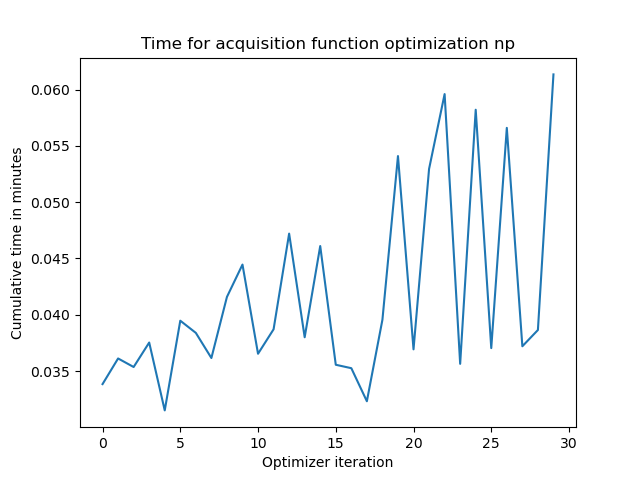 Time for acquisition function optimization np
Cumulative time in minutes
0.060
0.055
0.050
0.045
0.040
0.035
0 5 10 15 20 25 30
Optimizer iteration